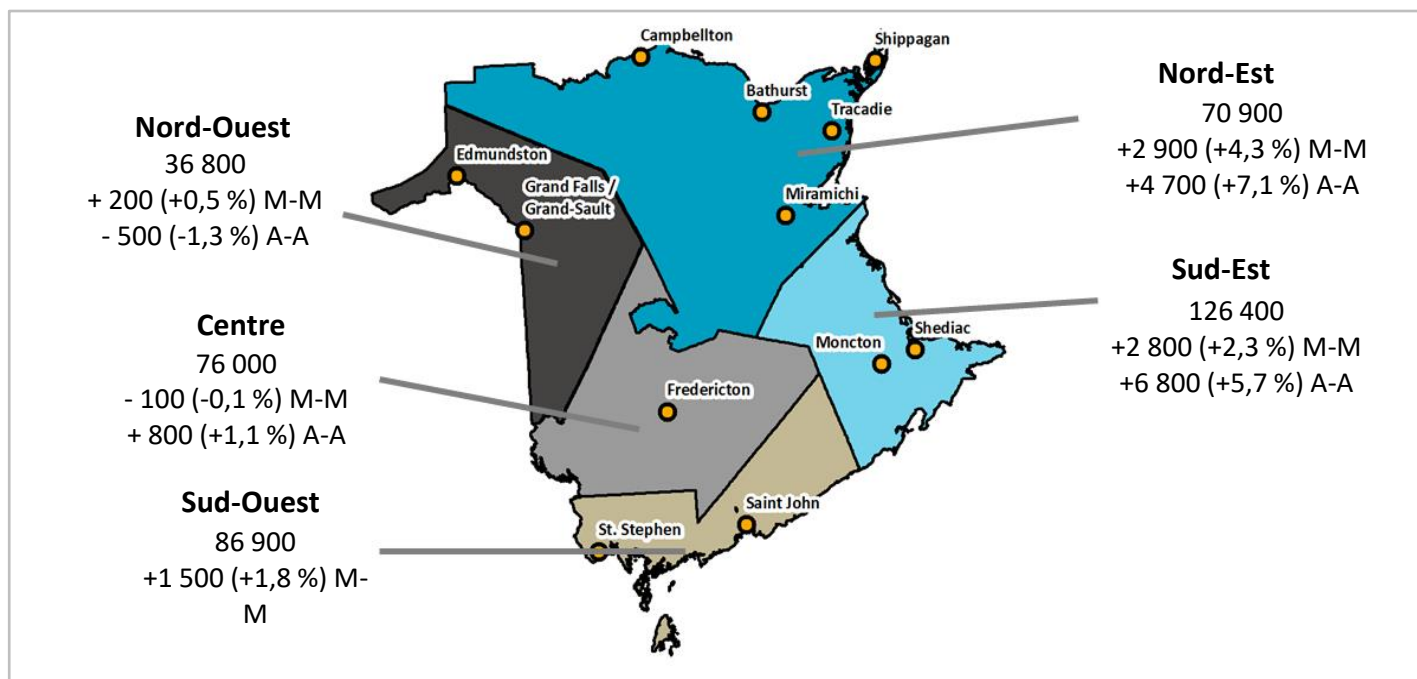 Campbellton
Shippagan
Bathurst
Tracadie
Miramichi
Edmundston
Grand Falls /
Grand-Sault
Fredericton
Moncton
Shediac
Saint John
St. Stephen
Nord-Ouest
36 800
+ 200 (+0,5 %) M-M
- 500 (-1,3 %) A-A
Centre
76 000
- 100 (-0,1 %) M-M
+ 800 (+1,1 %) A-A
Sud-Ouest
86 900
+1 500 (+1,8 %) M-
M
Nord-Est
70 900
+2 900 (+4,3 %) M-M
+4 700 (+7,1 %) A-A
Sud-Est
126 400
+2 800 (+2,3 %) M-M
+6 800 (+5,7 %) A-A